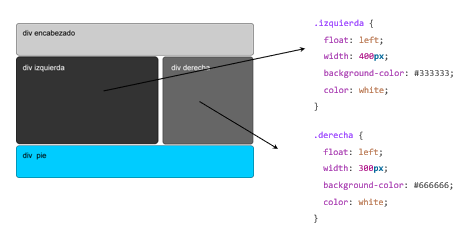 div encabezado
div izquierda
div derecha
div pie
.izquierda {
float: left;
width: 400px;
background-color: #333333;
color: white;
}
.derecha {
float: left;
width: 300px;
background-color: #666666;
color: white;
}